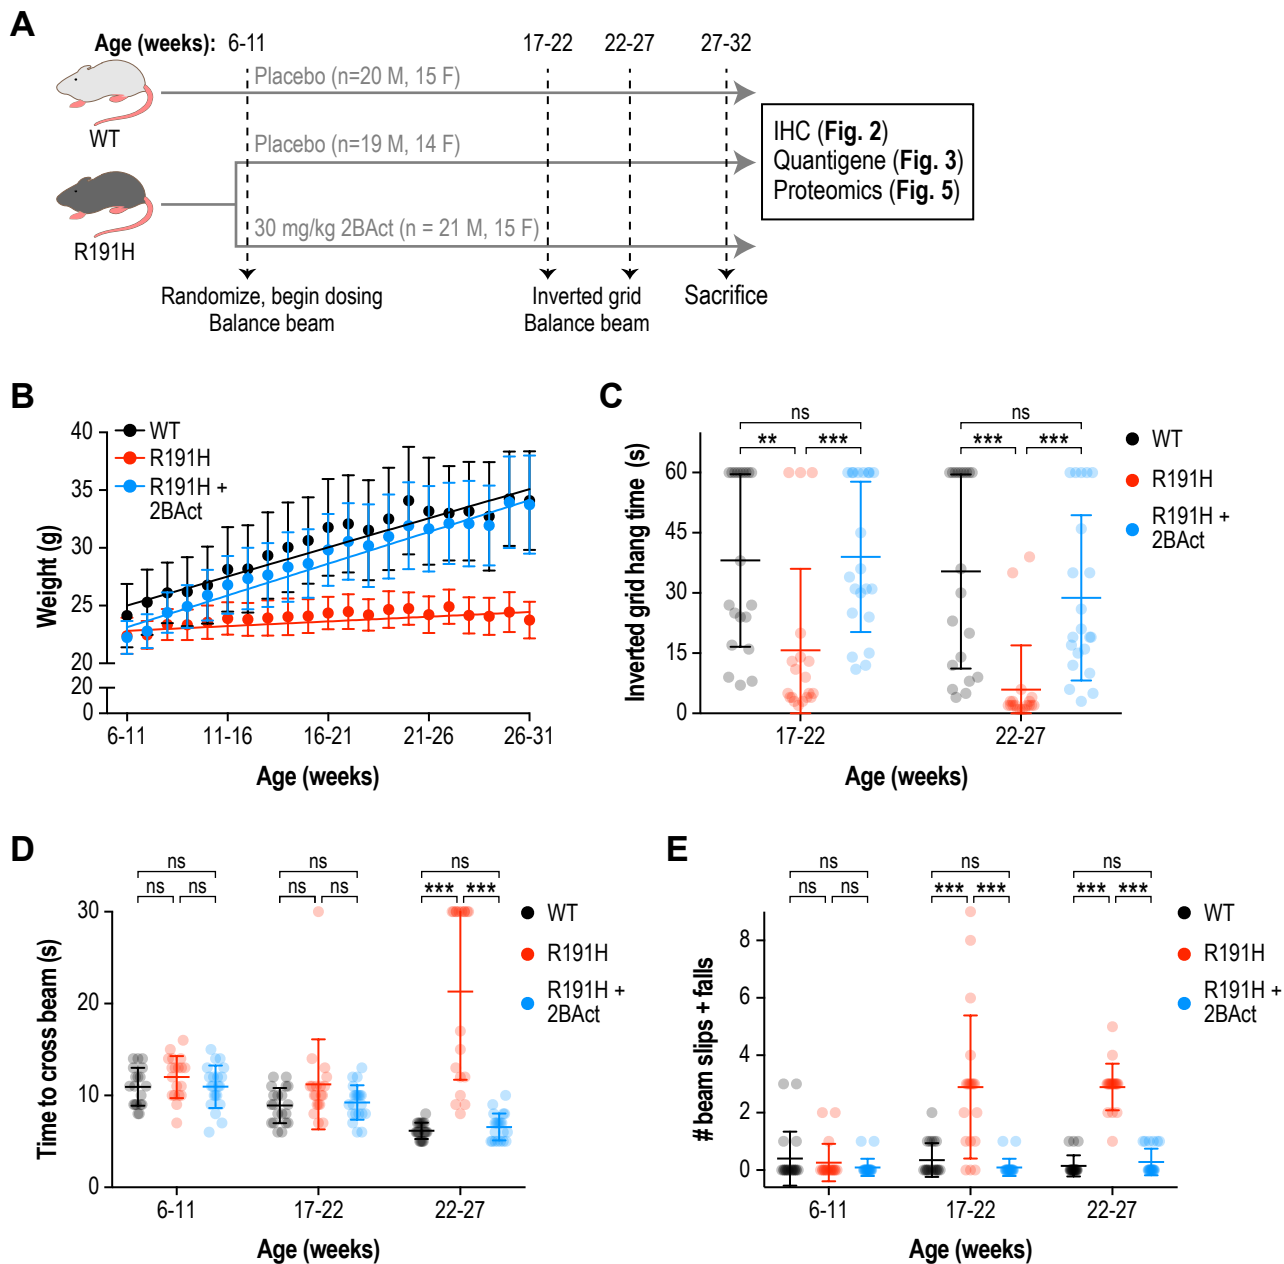 A
Age (weeks): 6-11 17-22 22-27 27-32
Placebo (n=20 M, 15 F)
WT
Placebo (n=19 M, 14 F)
30 mg/kg 2BAct (n = 21 M, 15 F)
R191H
IHC (Fig. 2)
Quantigene (Fig. 3)
Proteomics (Fig. 5)
Randomize, begin dosing
Balance beam
Inverted grid
Balance beam
Sacrifice
B
Weight (g)
40
35
30
25
20
20
0
WT
R191H
R191H +
2BAct
6-11 11-16 16-21 21-26 26-31
Age (weeks)
C
Inverted grid hang time (s)
60
45
30
15
0
ns ns
** *** *** ***
WT
R191H
R191H +
2BAct
17-22 22-27
Age (weeks)
D
Time to cross beam (s)
30
20
10
0
ns ns ns
ns ns ns ns *** ***
WT
R191H
R191H +
2BAct
6-11 17-22 22-27
Age (weeks)
E
# beam slips + falls
8
6
4
2
0
ns ns ns
ns ns *** *** *** ***
WT
R191H
R191H +
2BAct
6-11 17-22 22-27
Age (weeks)